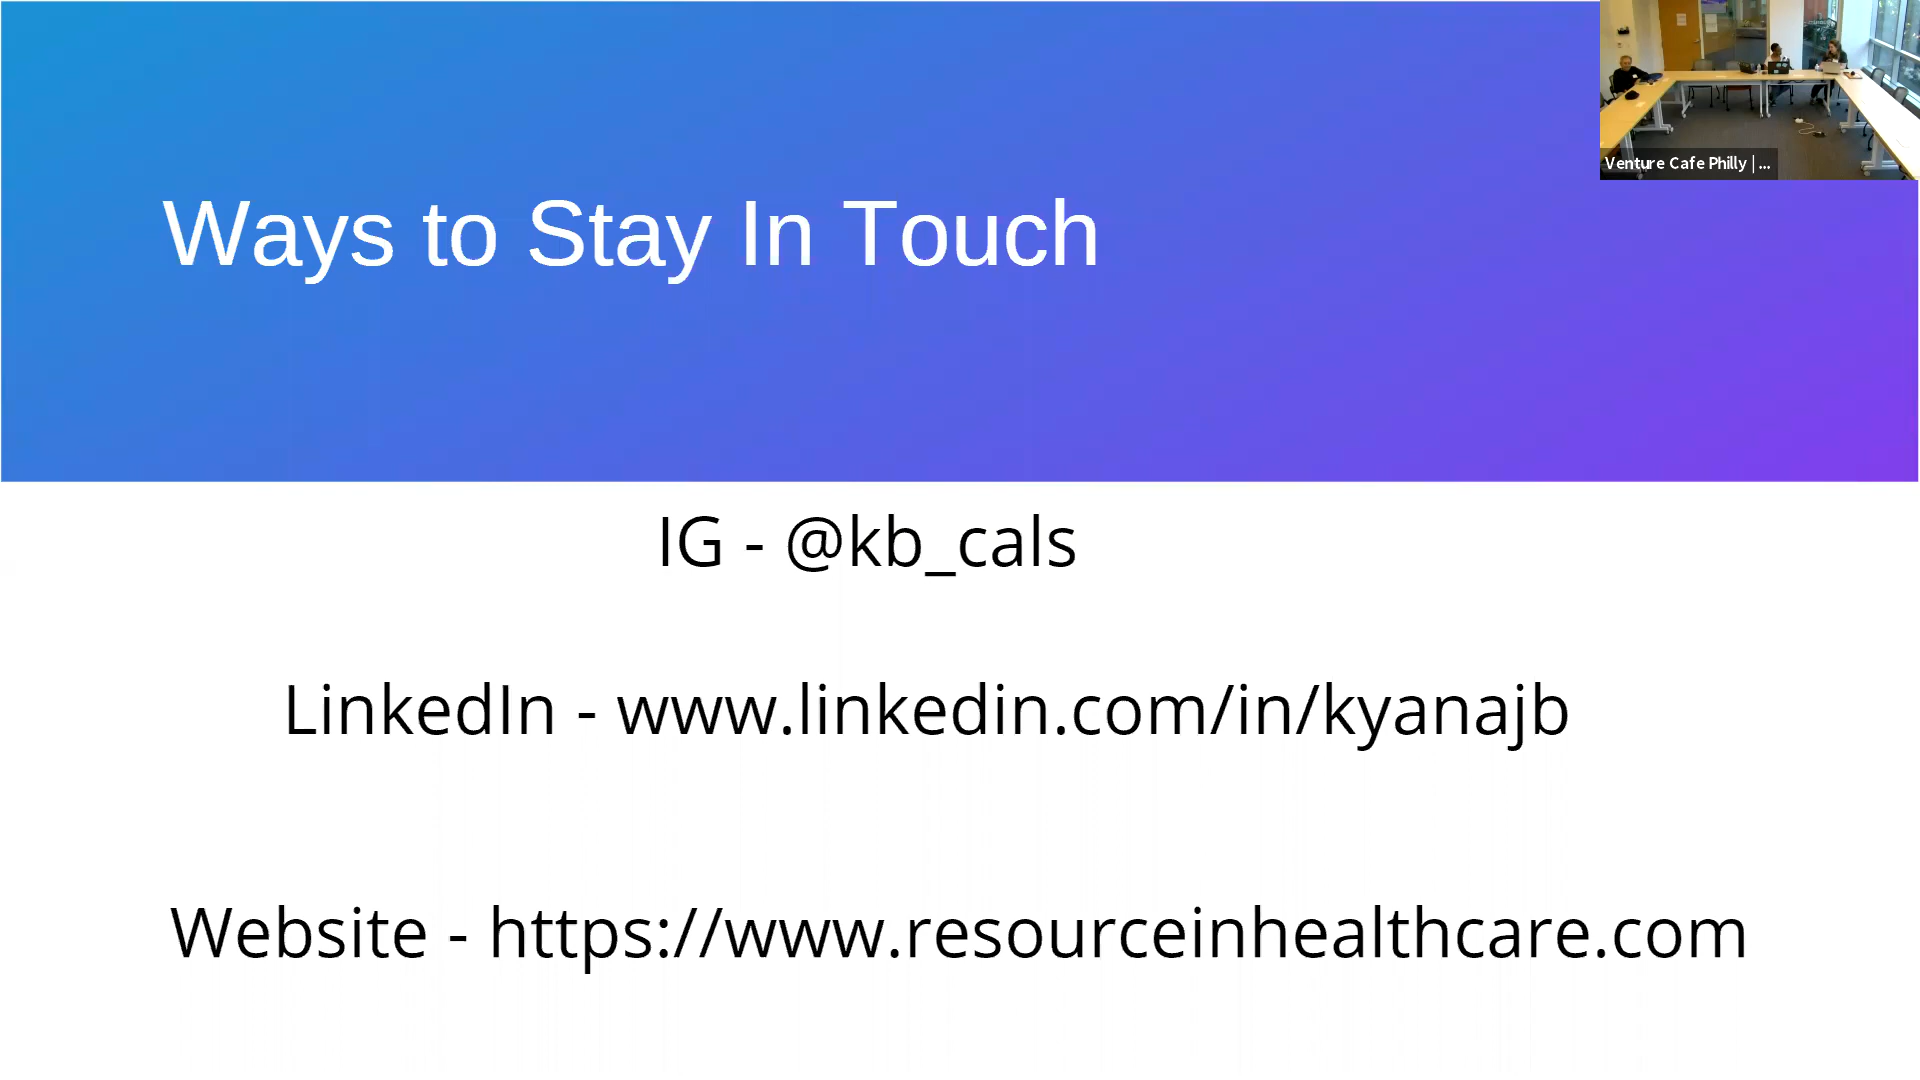 Venture Cafe Philly | ...
Ways to Stay In Touch
IG - @kb_cals
LinkedIn - www.linkedin.com/in/kyanajb
Website - https://www.resourceinhealthcare.com